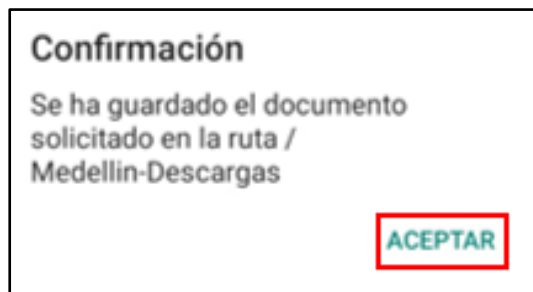 Confirmación
Se ha guardado el documento
solicitado en la ruta /
Medellin-Descargas
ACEPTAR